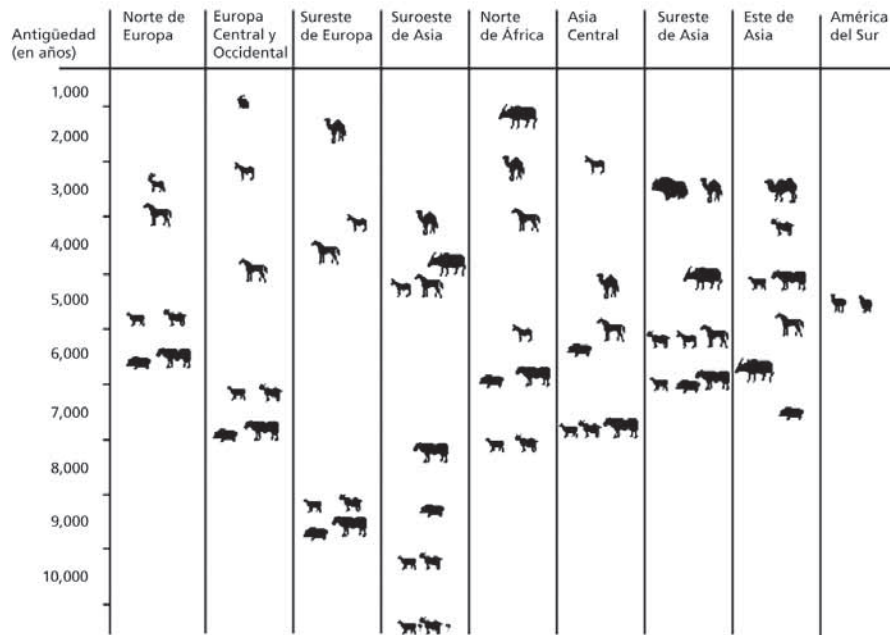 Antigüedad
(en años)
Norte de
Europa
Europa
Central y
Occidental
Sureste
de Europa
Suroeste
de Asia
Norte
de África
Asia
Central
Sureste
de Asia
Este de
Asia
América
del Sur
1,000
2,000
3,000
4,000
5,000
6,000
7,000
8,000
9,000
10,000